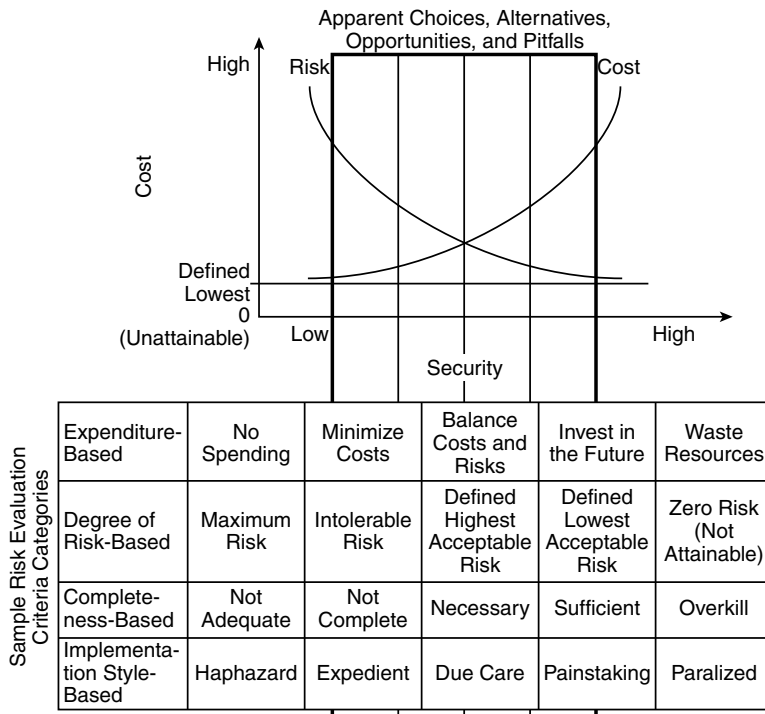 Apparent Choices, Alternatives,
Opportunities, and Pitfalls
High
Risk
Cost
Cost
Defined
Lowest
0
(Unattainable)
Low
High
Security
Sample Risk Evaluation
Criteria Categories
Expenditure-
Based
No
Spending
Minimize
Costs
Balance
Costs and
Risks
Invest in
the Future
Waste
Resources
Degree of
Risk-Based
Maximum
Risk
Intolerable
Risk
Defined
Highest
Acceptable
Risk
Defined
Lowest
Acceptable
Risk
Zero Risk
(Not
Attainable)
Complete-
ness-Based
Not
Adequate
Not
Complete
Necessary
Sufficient
Overkill
Implementa-
tion Style-
Based
Haphazard
Expedient
Due Care
Painstaking
Paralized